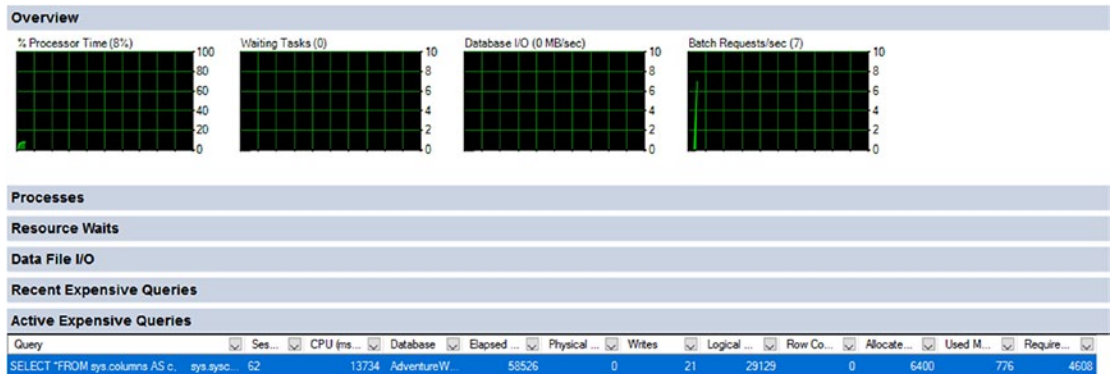 Overview
% Processor Time (8%) Waiting Tasks (0) Database I/O (0 MB/sec) Batch Requests/sec (7)
100 10 10 10
80 8 8 8
60 6 6 6
40 4 4 4
20 2 2 2
0 0 0 0
Processes
Resource Waits
Data File I/O
Recent Expensive Queries
Active Expensive Queries
Query Ses... CPU (ms... Database Elapsed ... Physical ... Writes Logical ... Row Co... Allocate... Used M... Require...
SELECT *FROM sys.columns AS c, sys.sysc... 62 13734 AdventureW... 58526 0 21 29129 0 6400 776 4608